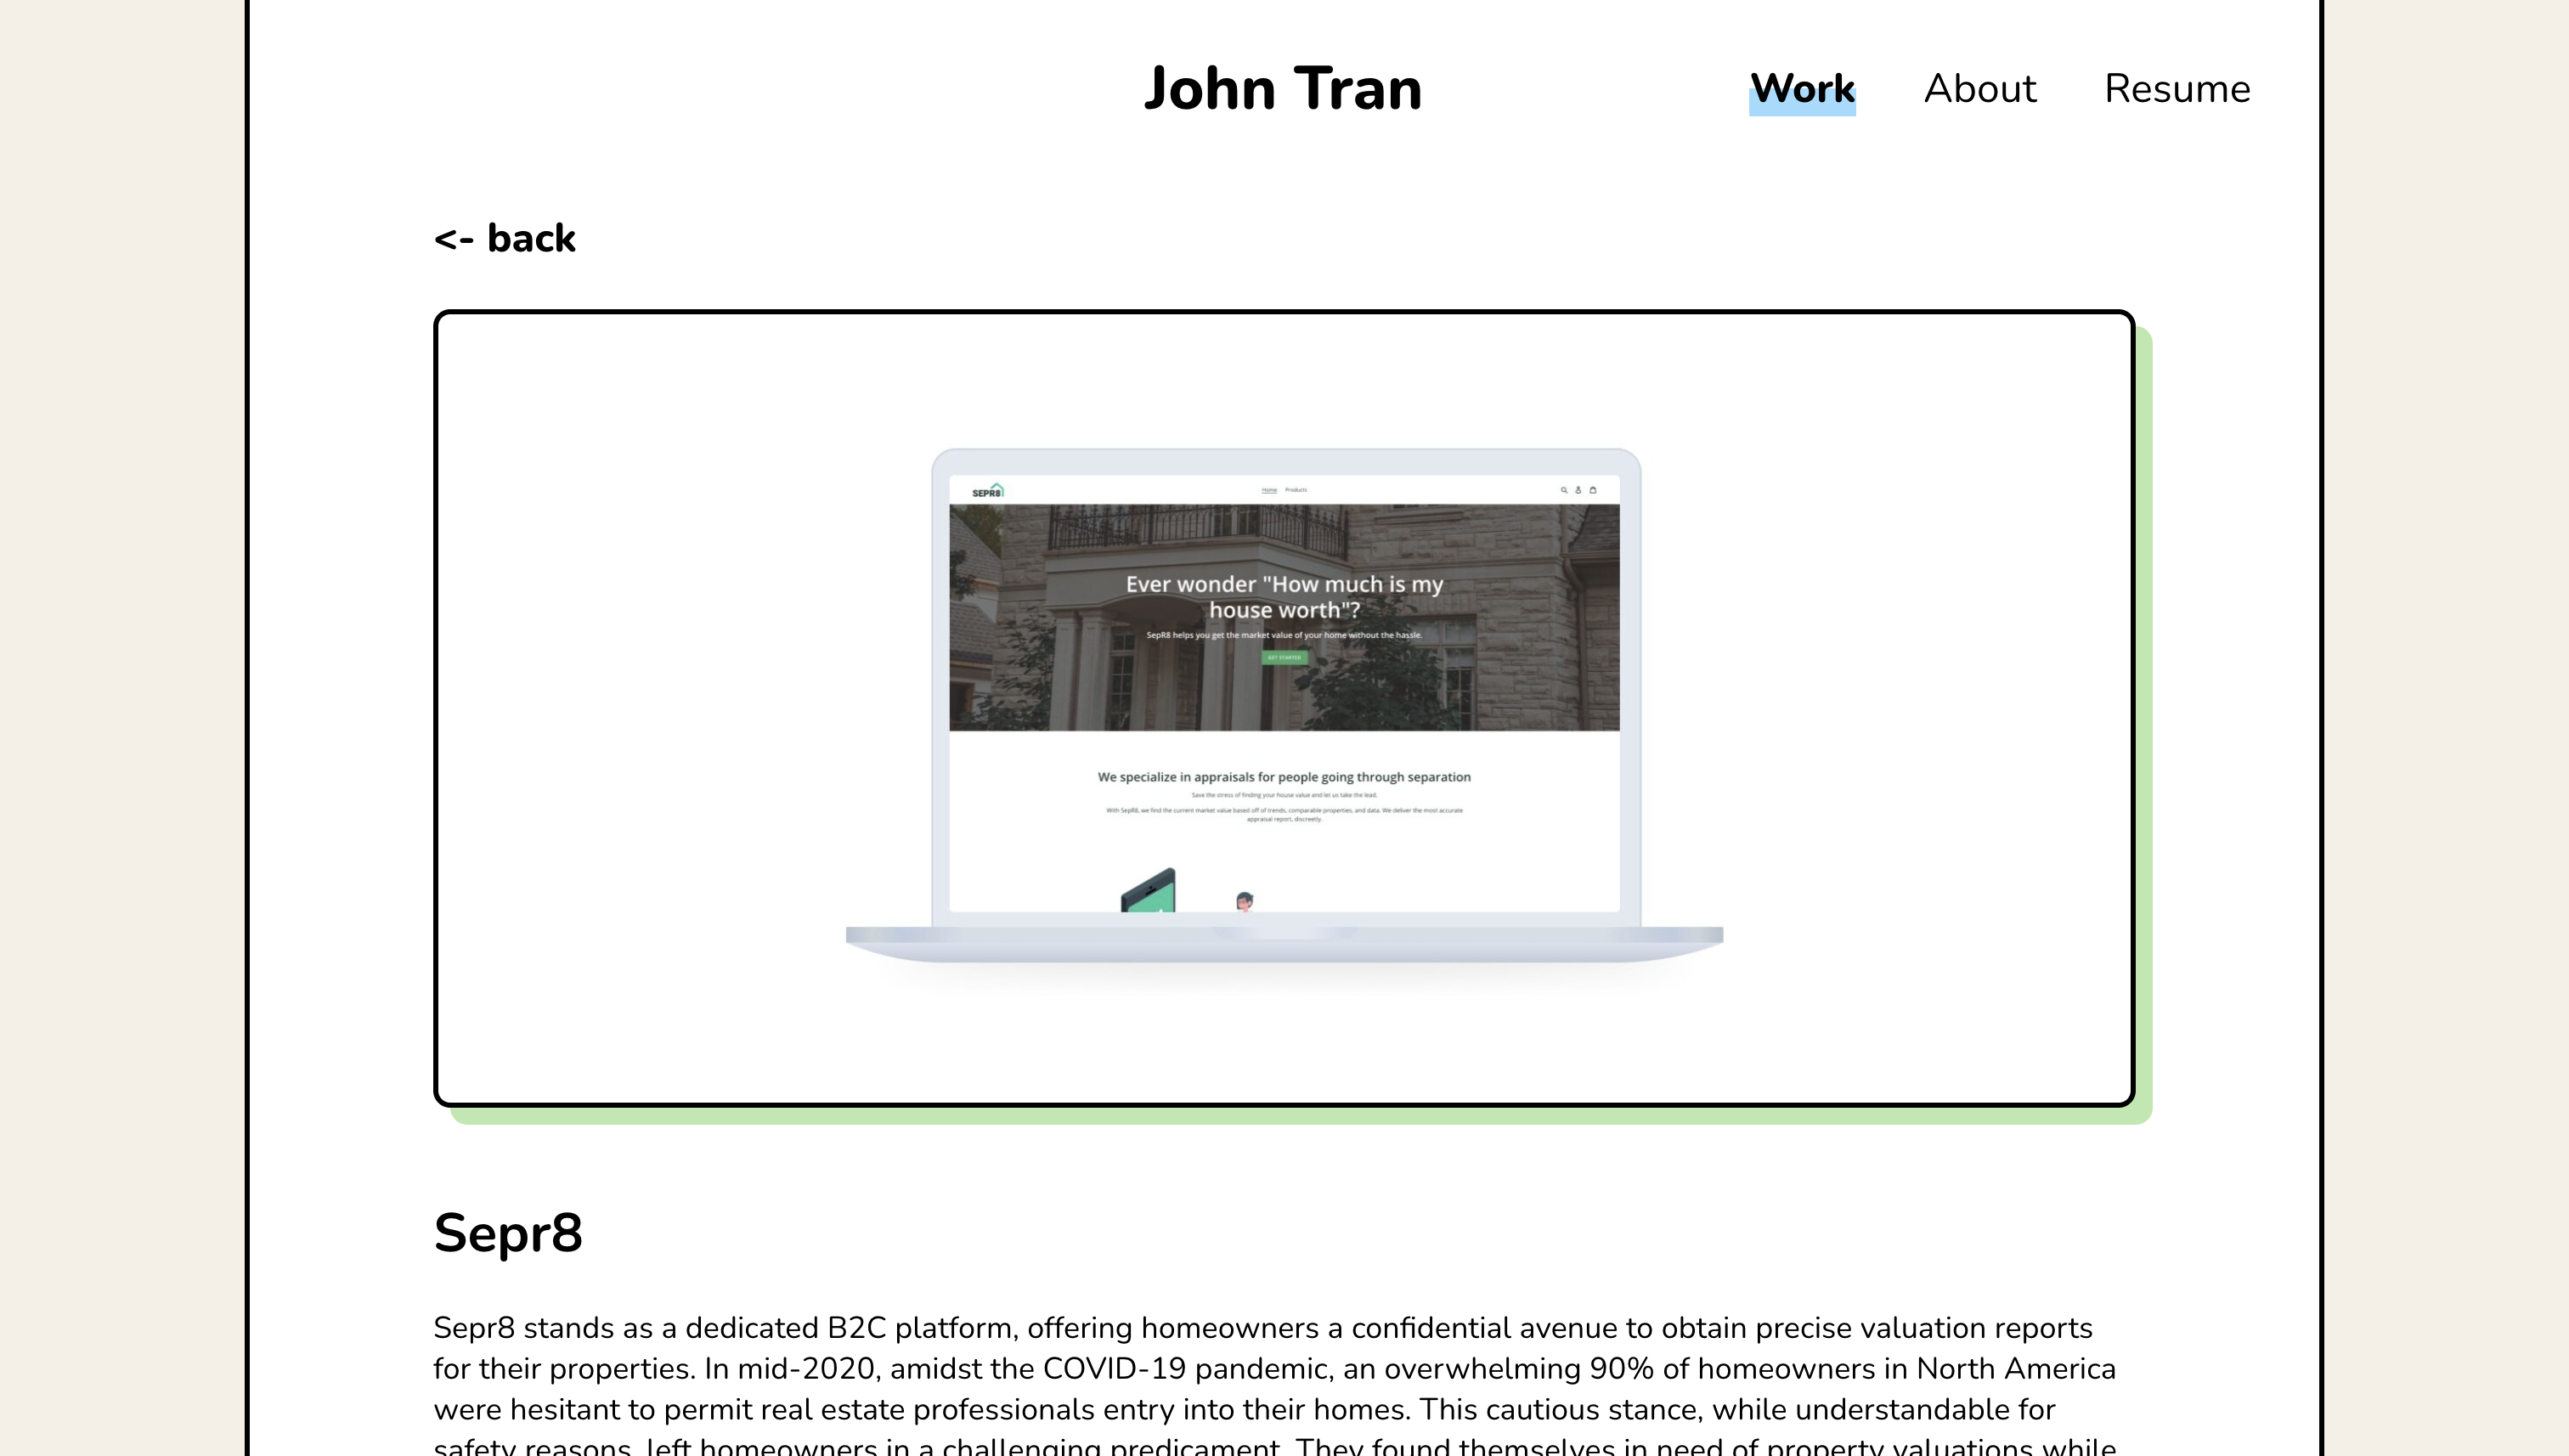 John Tran
Work
About
Resume
<- back
SEPR8
Home
Products
Ever wonder "How much is my
house worth"?
SepR8 helps you get the market value of your home without the hassle.
GET STARTED
We specialize in appraisals for people going through separation
Save the stress of finding your house value and let us take the lead.
With SepR8, we find the current market value based off of trends, comparable properties, and data. We deliver the most accurate
appraisal report, discreetly.
Sepr8
Sepr8 stands as a dedicated B2C platform, offering homeowners a confidential avenue to obtain precise valuation reports
for their properties. In mid-2020, amidst the COVID-19 pandemic, an overwhelming 90% of homeowners in North America
were hesitant to permit real estate professionals entry into their homes. This cautious stance, while understandable for
safety reasons, left homeowners in a challenging predicament. They found themselves in need of property valuations while